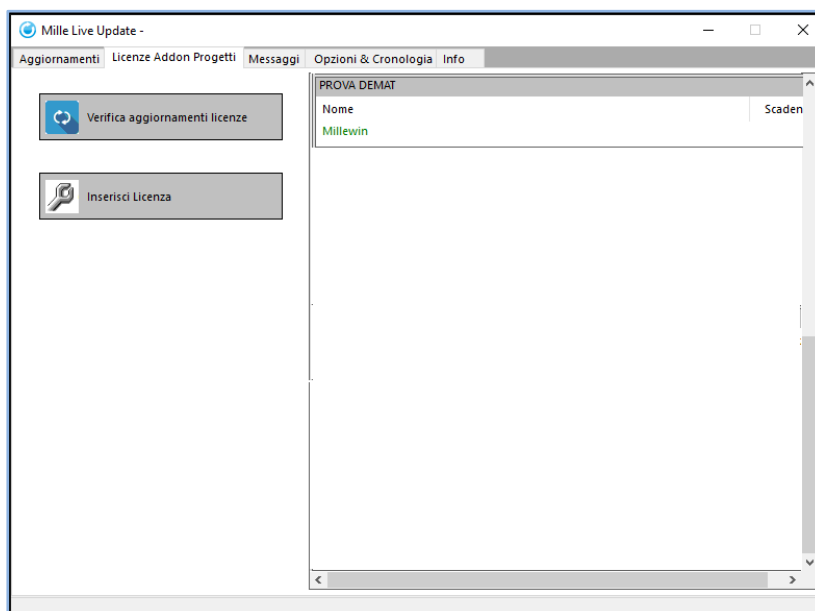 Mille Live Update -
Aggiornamenti Licenze Addon Progetti Messaggi Opzioni & Cronologia Info
Verifica aggiornamenti licenze
Inserisci Licenza
PROVA DEMAT
Nome Scaden
Millewin